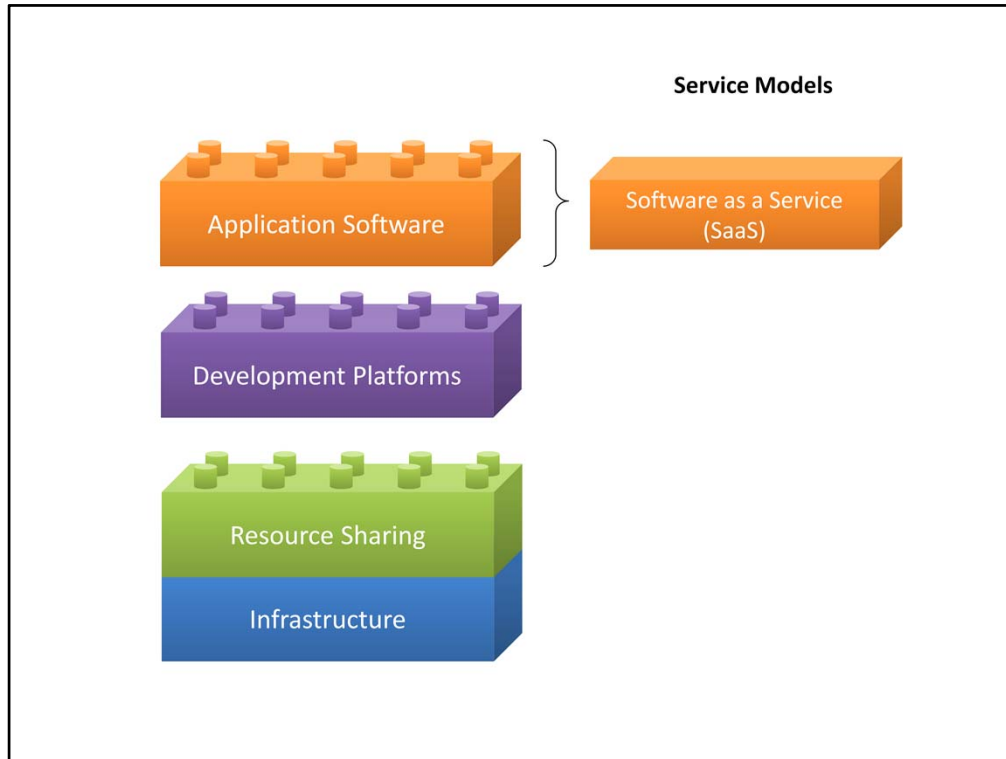 Service Models
Application Software
Software as a Service
(SaaS)
Development Platforms
Resource Sharing
Infrastructure